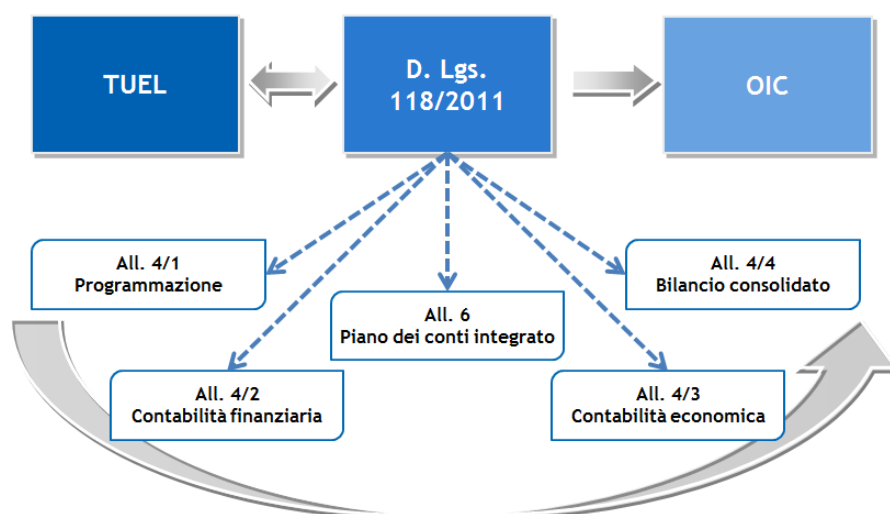 TUEL
D. Lgs.
118/2011
OIC
All. 4/1
Programmazione
All. 4/4
Bilancio consolidato
All. 6
Piano dei conti integrato
All. 4/2
Contabilità finanziaria
All. 4/3
Contabilità economica